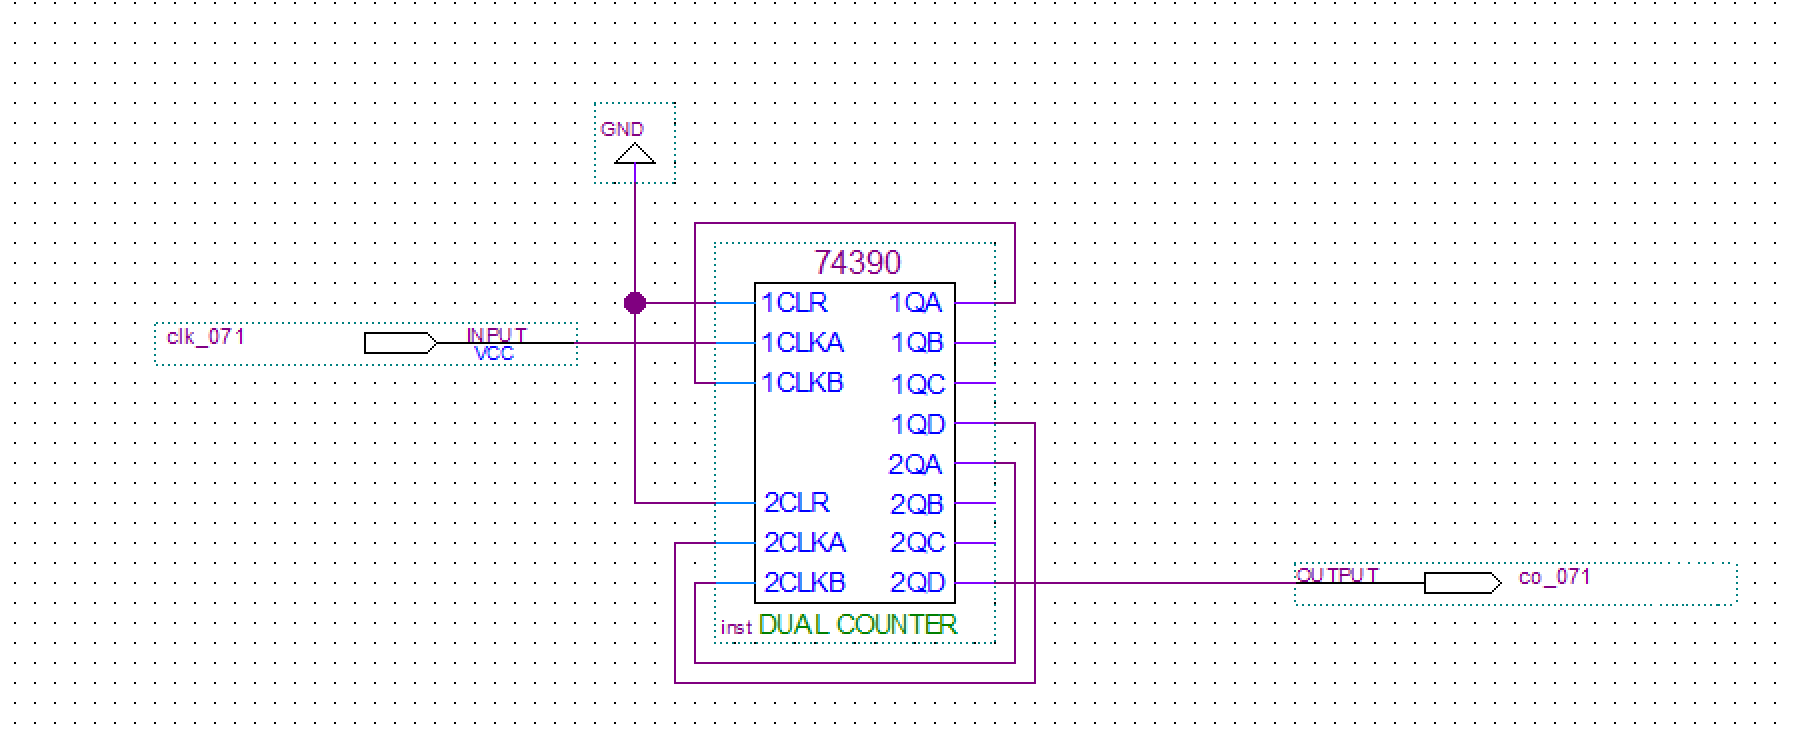 GND
74390
1CLR 1QA
clk_071 INPUT
VCC
1CLKA 1QB
1CLKB 1QC
1QD
2QA
2CLR 2QB
2CLKA 2QC
2CLKB 2QD
OUTPUT co_071
inst DUAL COUNTER